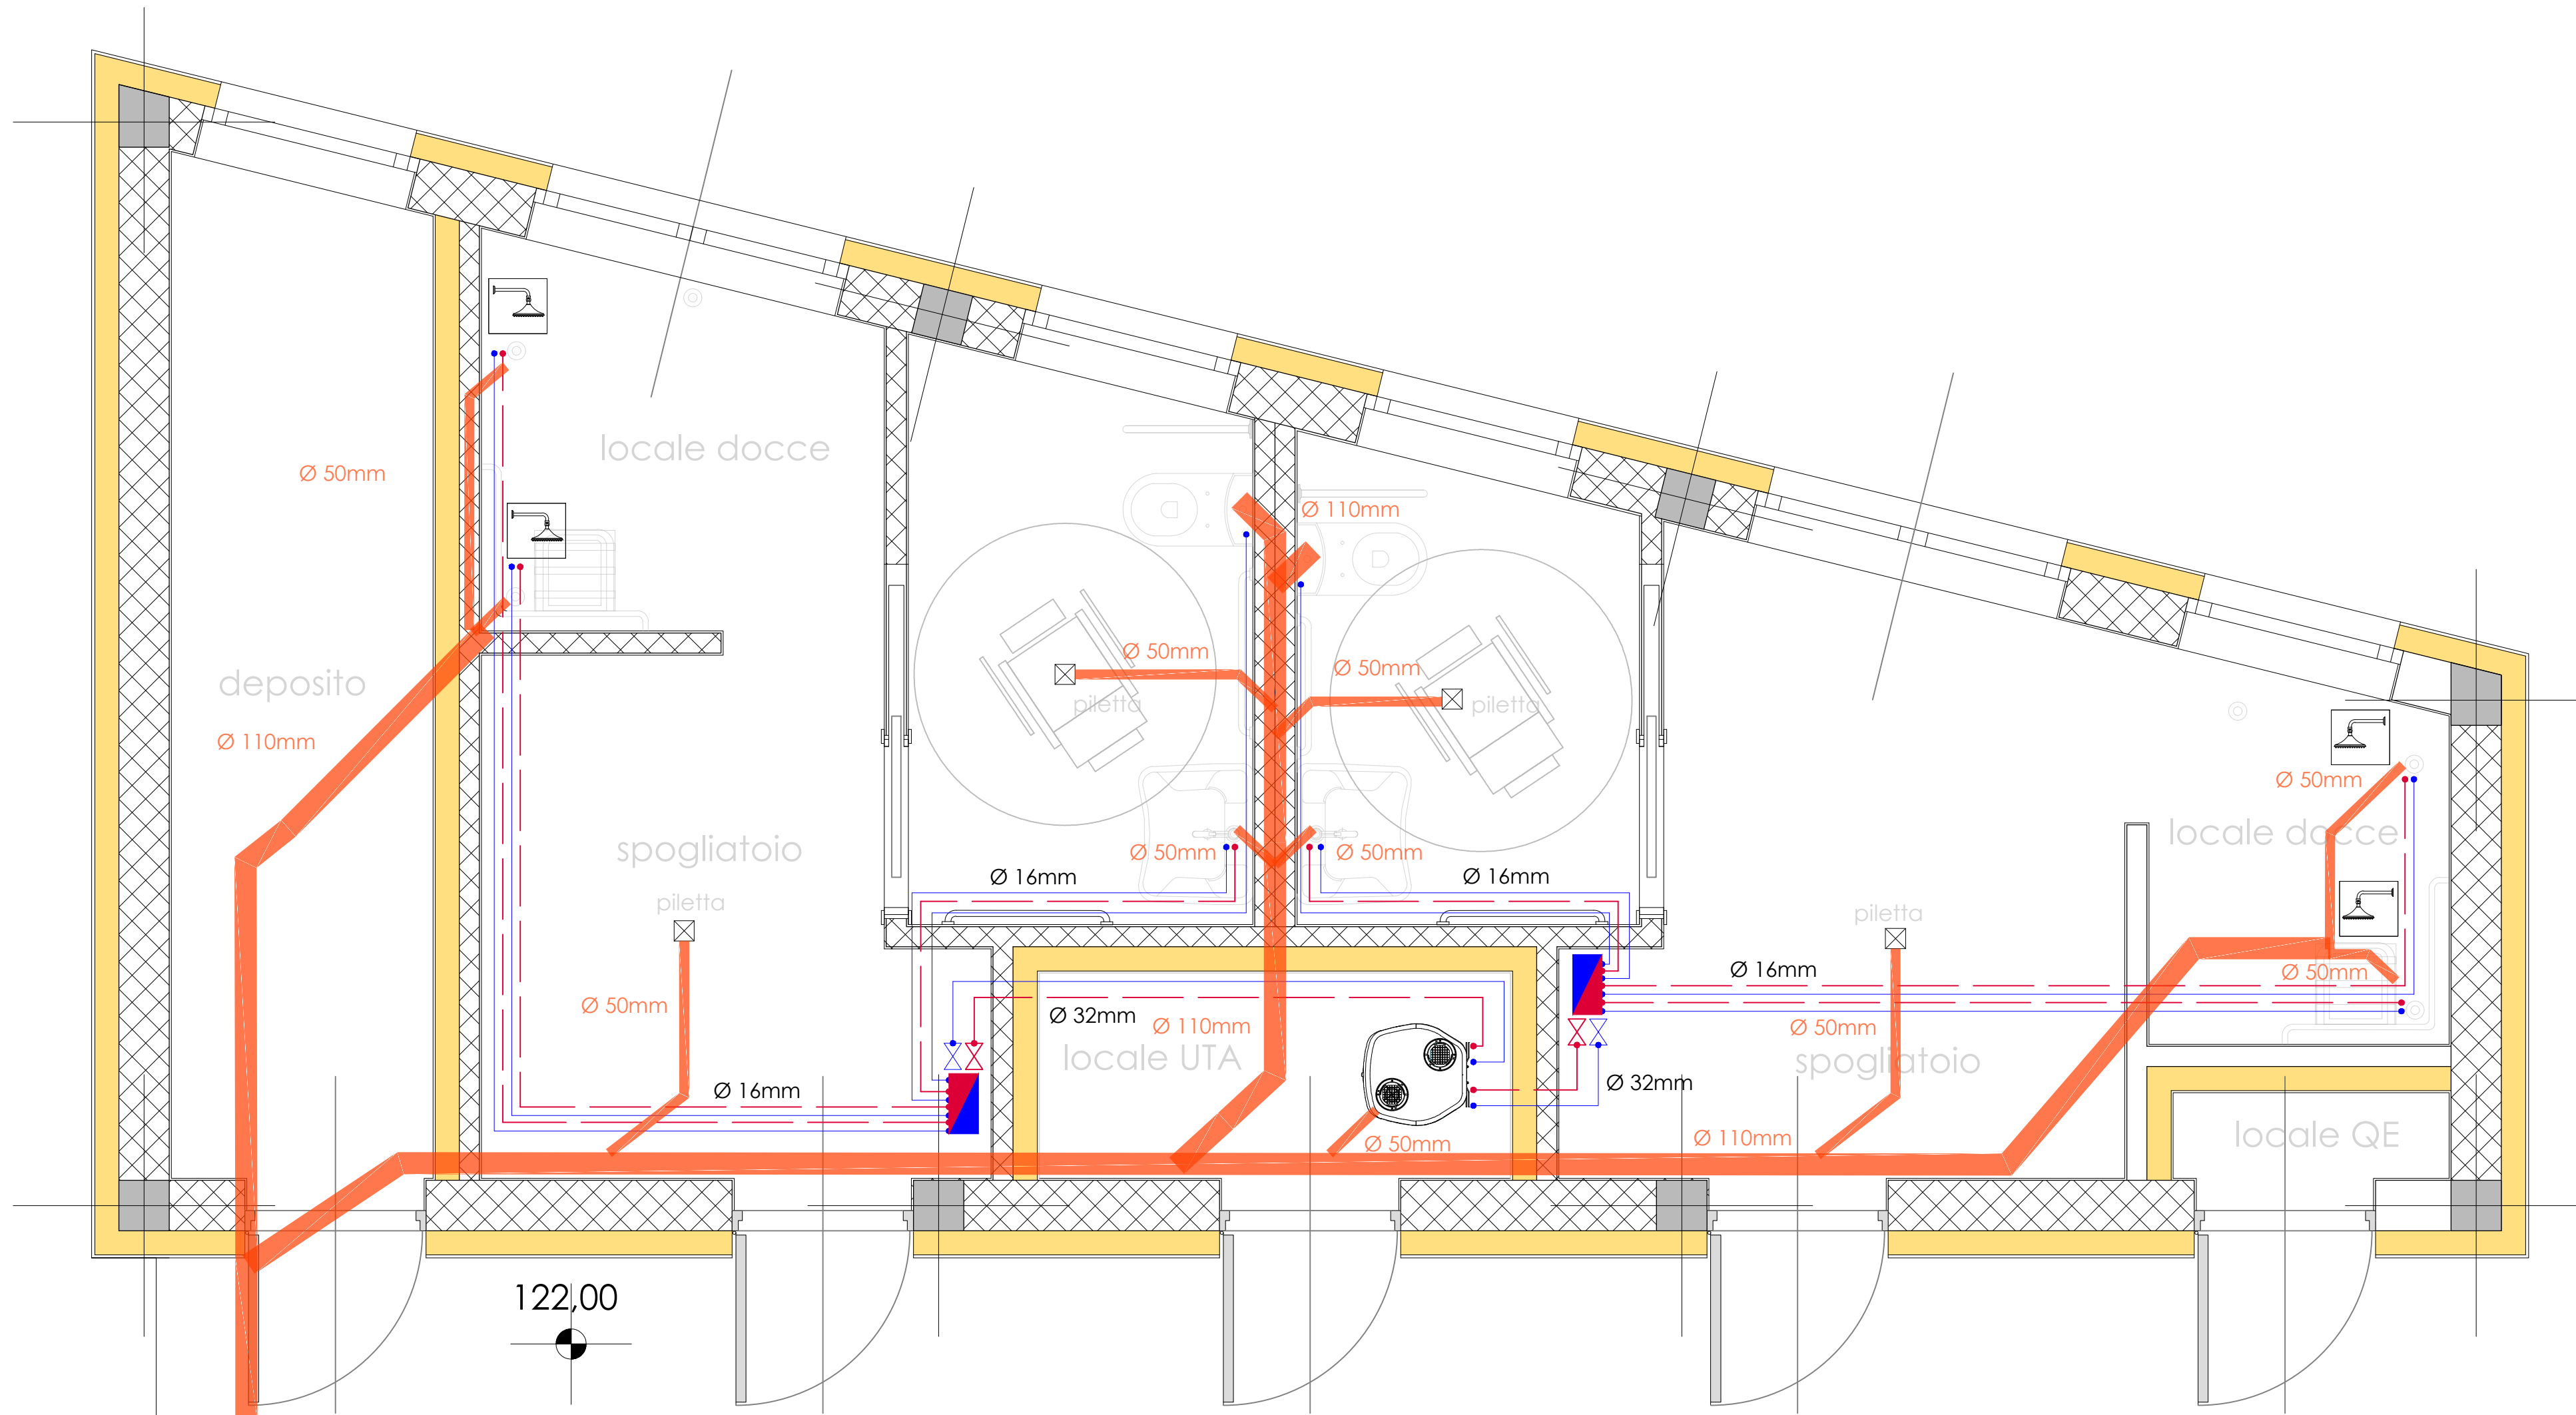 locale docce
Ø 50mm
Ø 110mm
Ø 50mm
Ø 50mm
deposito
piletta
piletta
Ø 110mm
Ø 50mm
locale docce
spogliatoio
Ø 50mm
Ø 50mm
Ø 16mm
Ø 16mm
piletta
piletta
Ø 16mm
Ø 50mm
Ø 50mm
Ø 32mm
Ø 110mm
Ø 50mm
locale UTA
spogliatoio
Ø 16mm
Ø 32mm
Ø 50mm
Ø 110mm
locale QE
122,00